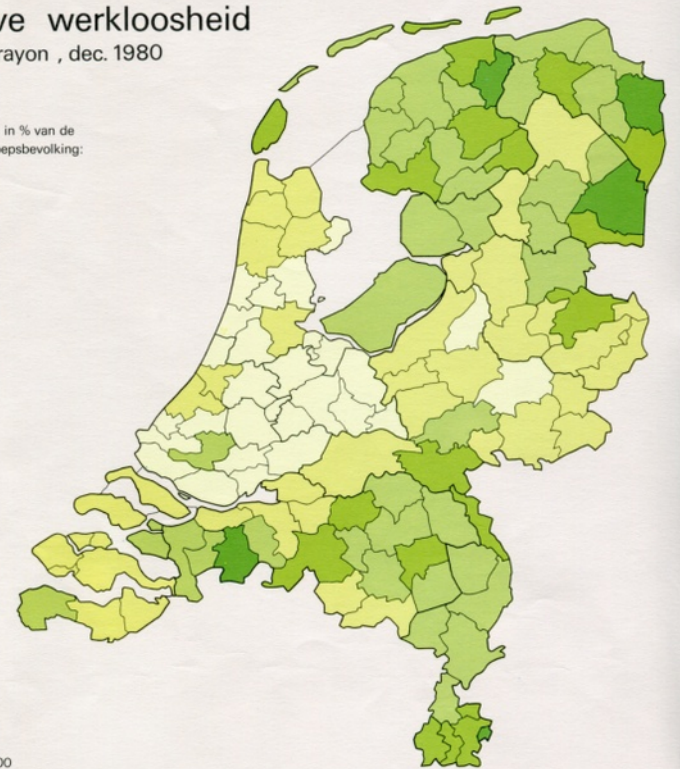 ve werkloosheid
rayon , dec. 1980
in % van de
epsbevolking:
00